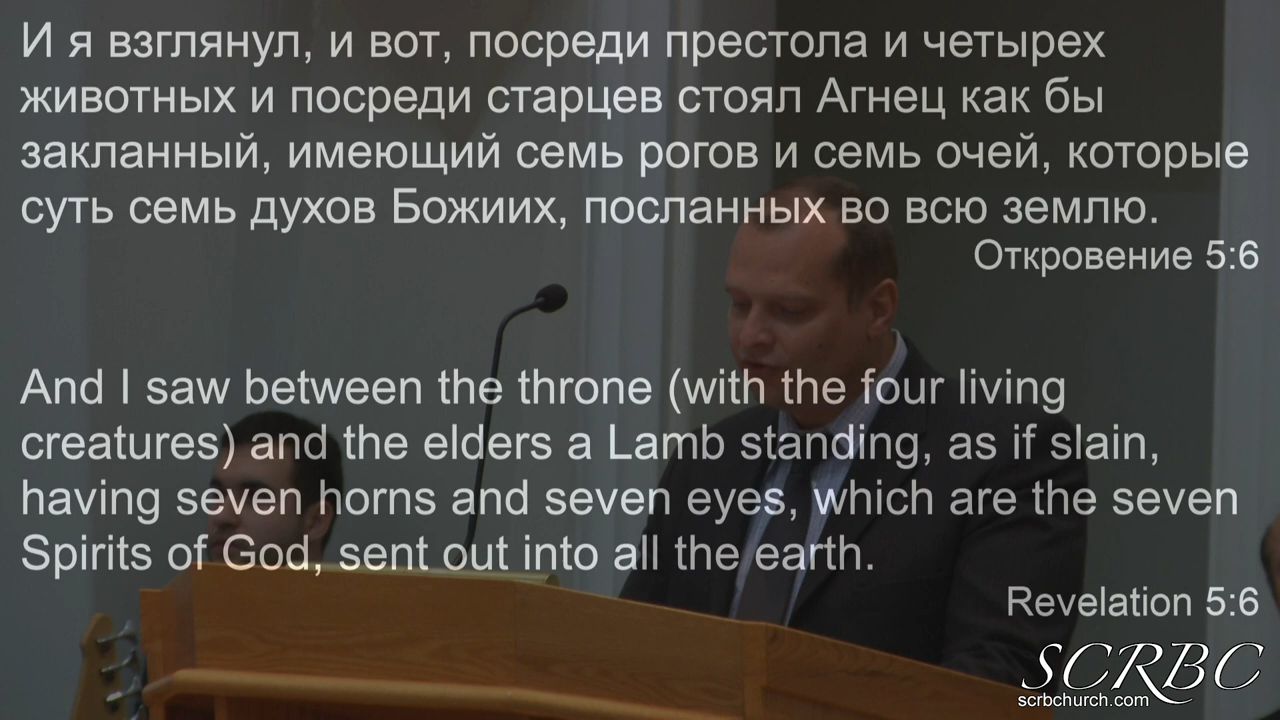 И я взглянул, и вот, посреди престола и четырех
животных и посреди старцев стоял Агнец как бы
закланный, имеющий семь рогов и семь очей, которые
суть семь духов Божиих, посланных во всю землю.
Откровение 5:6
And I saw between the throne (with the four living
creatures) and the elders a Lamb standing, as if slain,
having seven horns and seven eyes, which are the seven
Spirits of God, sent out into all the earth.
Revelation 5:6
SCRBC
scrbchurch.com